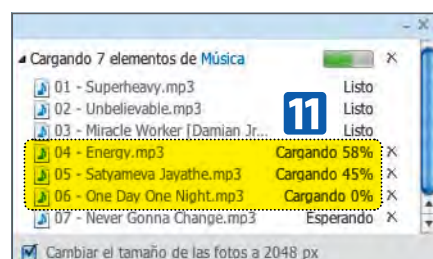 Cargando 7 elementos de Música
01 - Superheavy.mp3 Listo
02 - Unbelievable.mp3 Listo
03 - Miracle Worker [Damian Jr... Listo
11
04 - Energy.mp3 Cargando 58%
05 - Satyameva Jayathe.mp3 Cargando 45%
06 - One Day One Night.mp3 Cargando 0%
07 - Never Gonna Change.mp3 Esperando
Cambiar el tamaño de las fotos a 2048 px